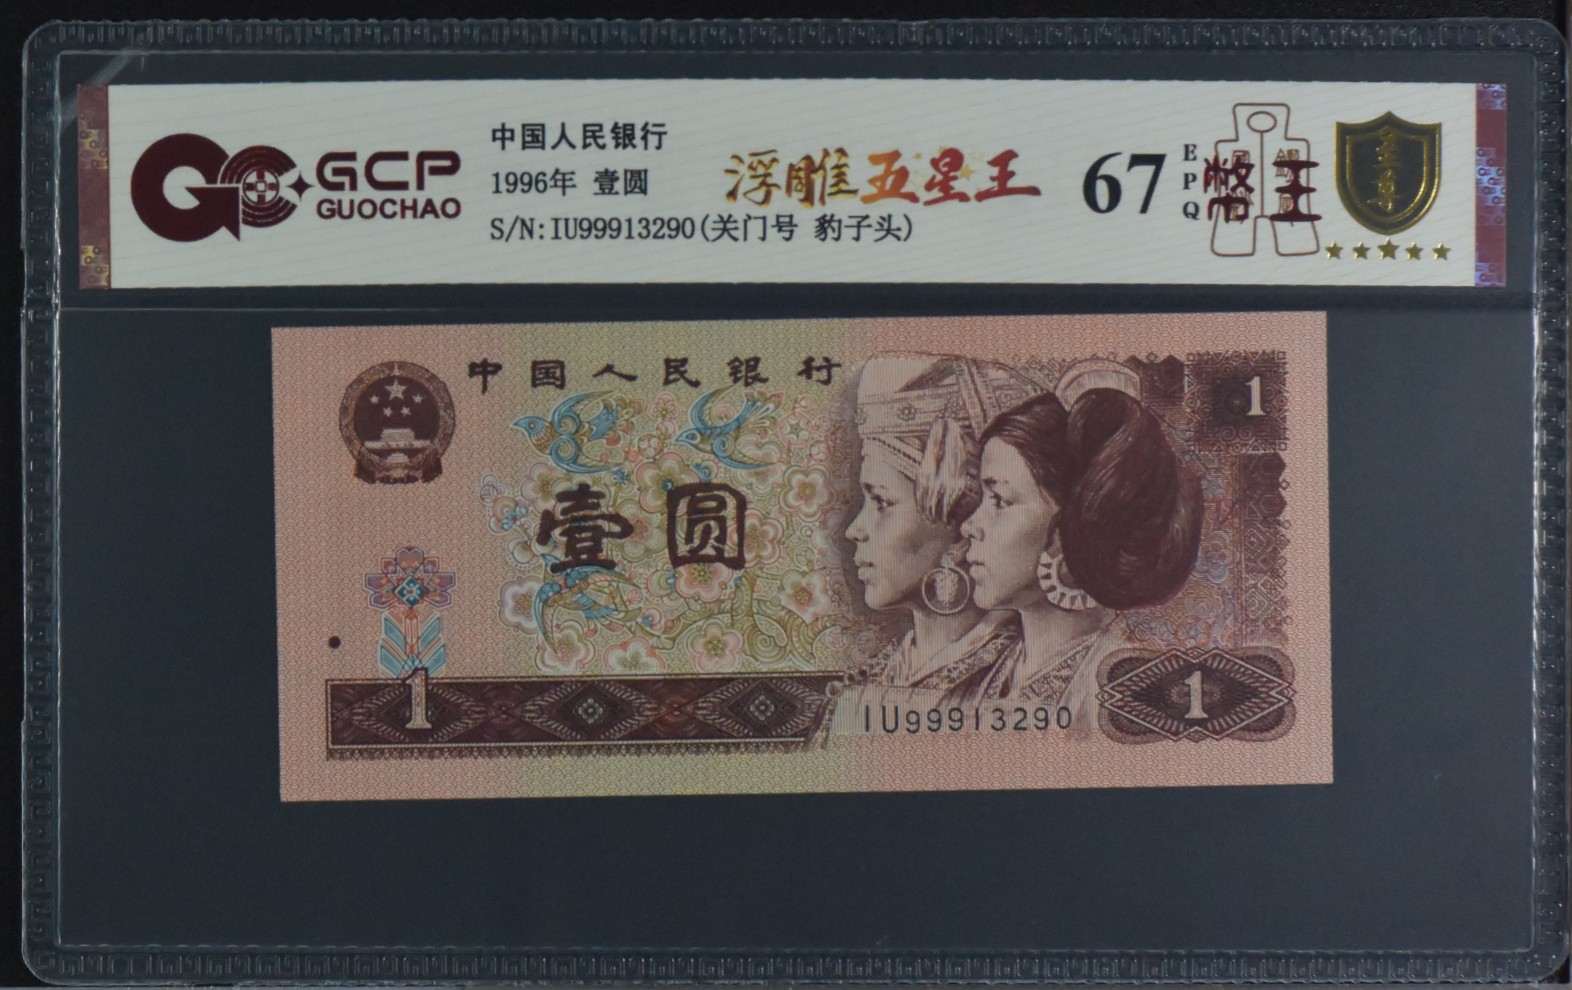 GCP
GUOCHAO
中国人民银行
1996年 壹圆
S/N:IU99913290(关门号 豹子头)
浮雕五星王
67
EPQ
至尊
中国人民银行
1
壹圆
1
IU99913290
1